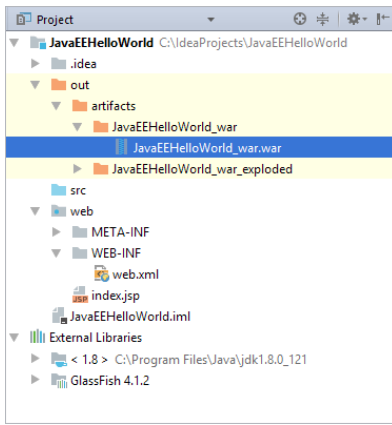 Project
JavaEEHelloWorld C:\IdeaProjects\JavaEEHelloWorld
.idea
out
artifacts
JavaEEHelloWorld_war
JavaEEHelloWorld_war.war
JavaEEHelloWorld_war_exploded
src
web
META-INF
WEB-INF
web.xml
JSP index.jsp
JavaEEHelloWorld.iml
External Libraries
< 1.8 > C:\Program Files\Java\jdk1.8.0_121
GlassFish 4.1.2